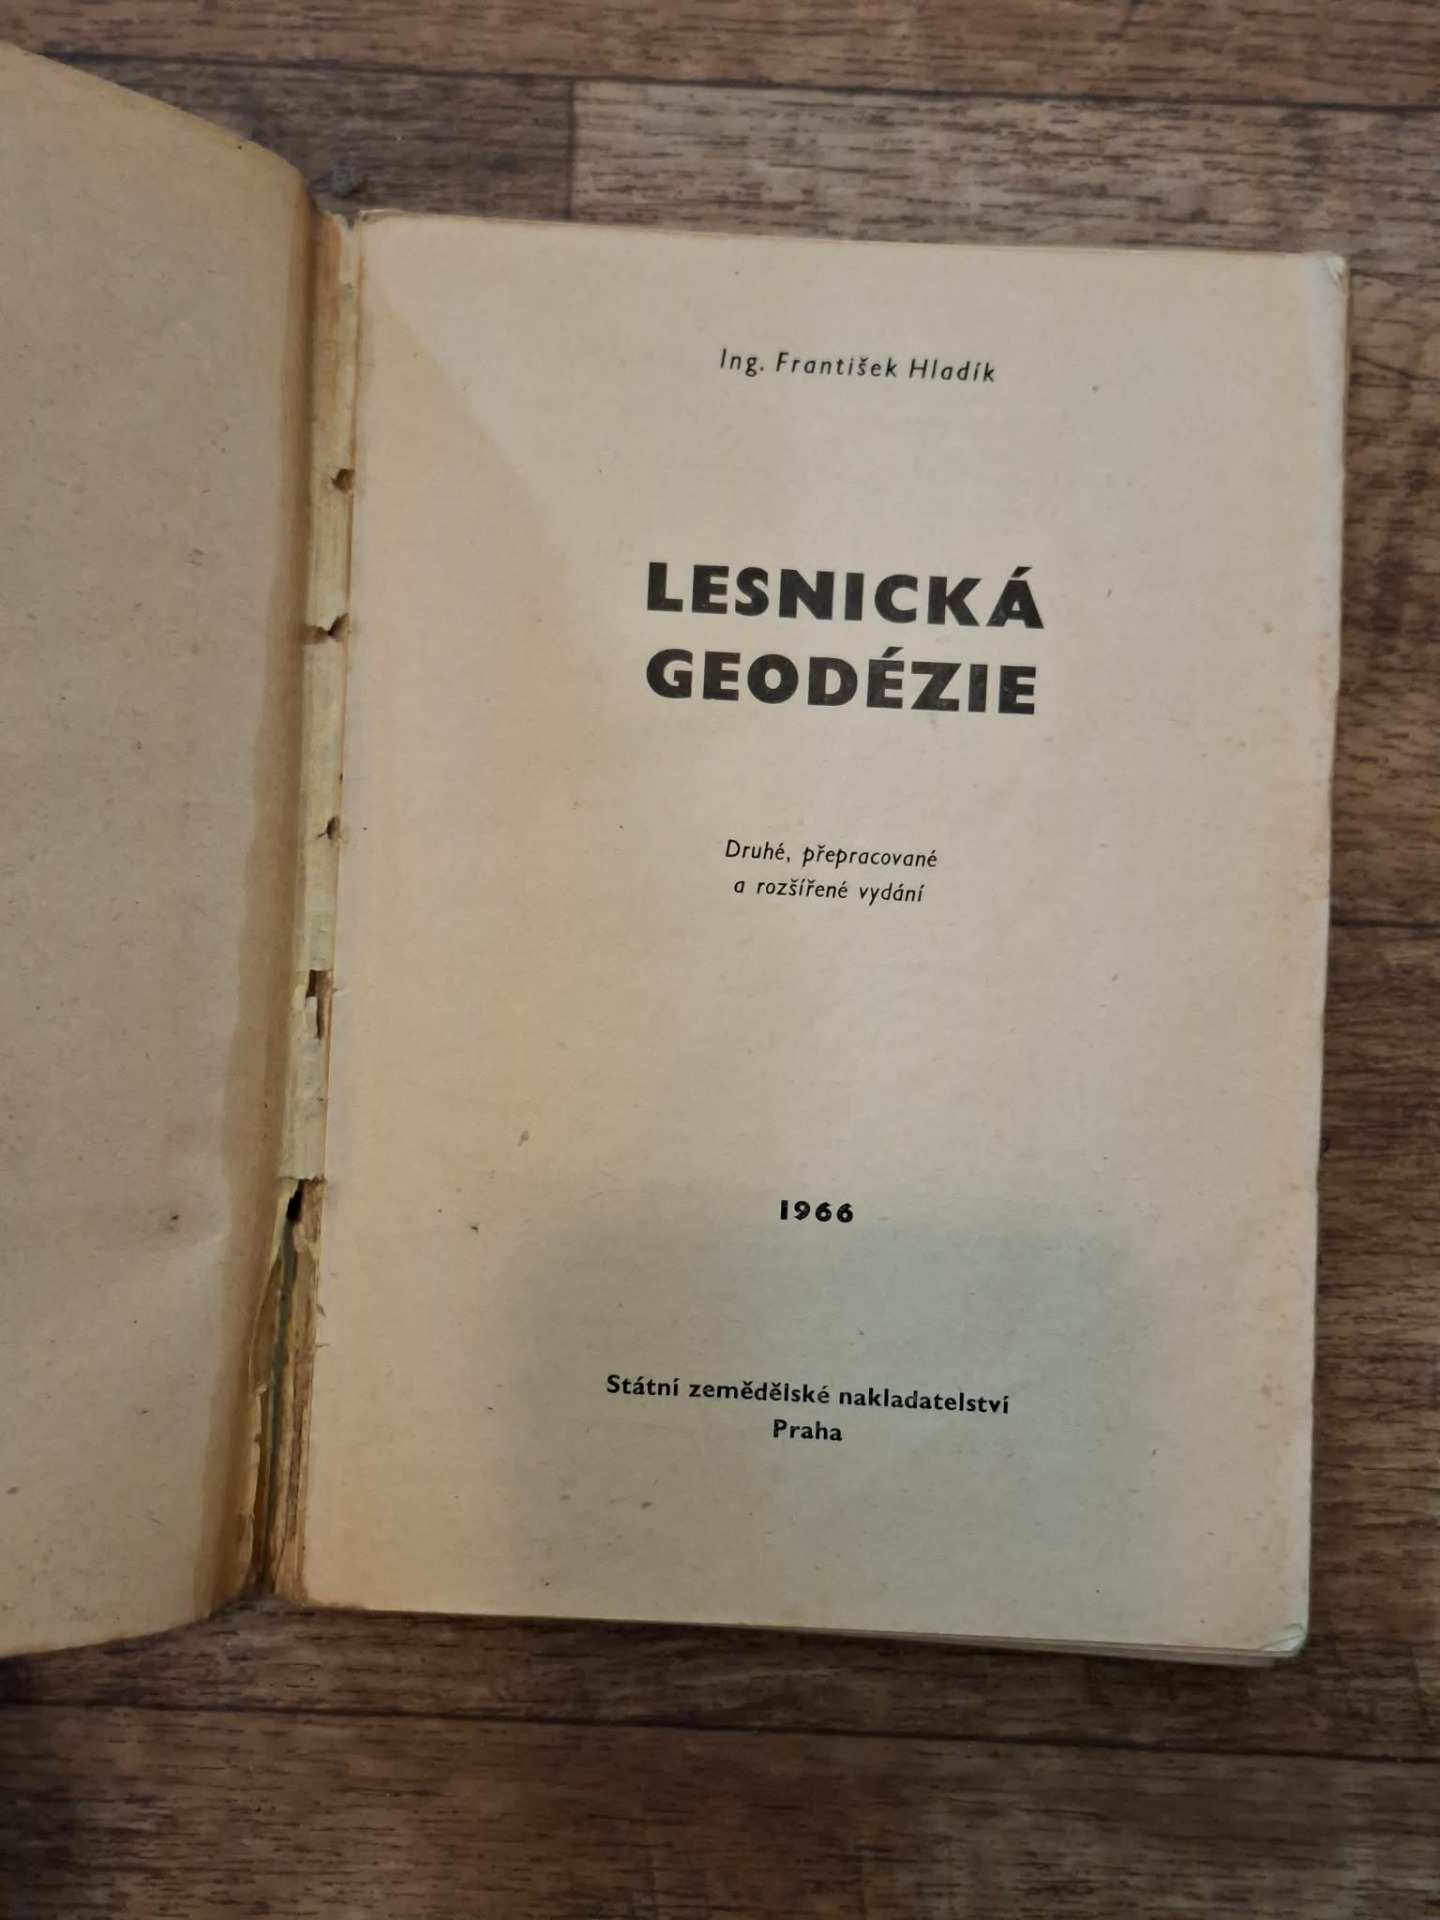 Ing. František Hladík
LESNICKÁ
GEODÉZIE
Druhé, přepracované
a rozšířené vydání
1966
Státní zemědělské nakladatelství
Praha